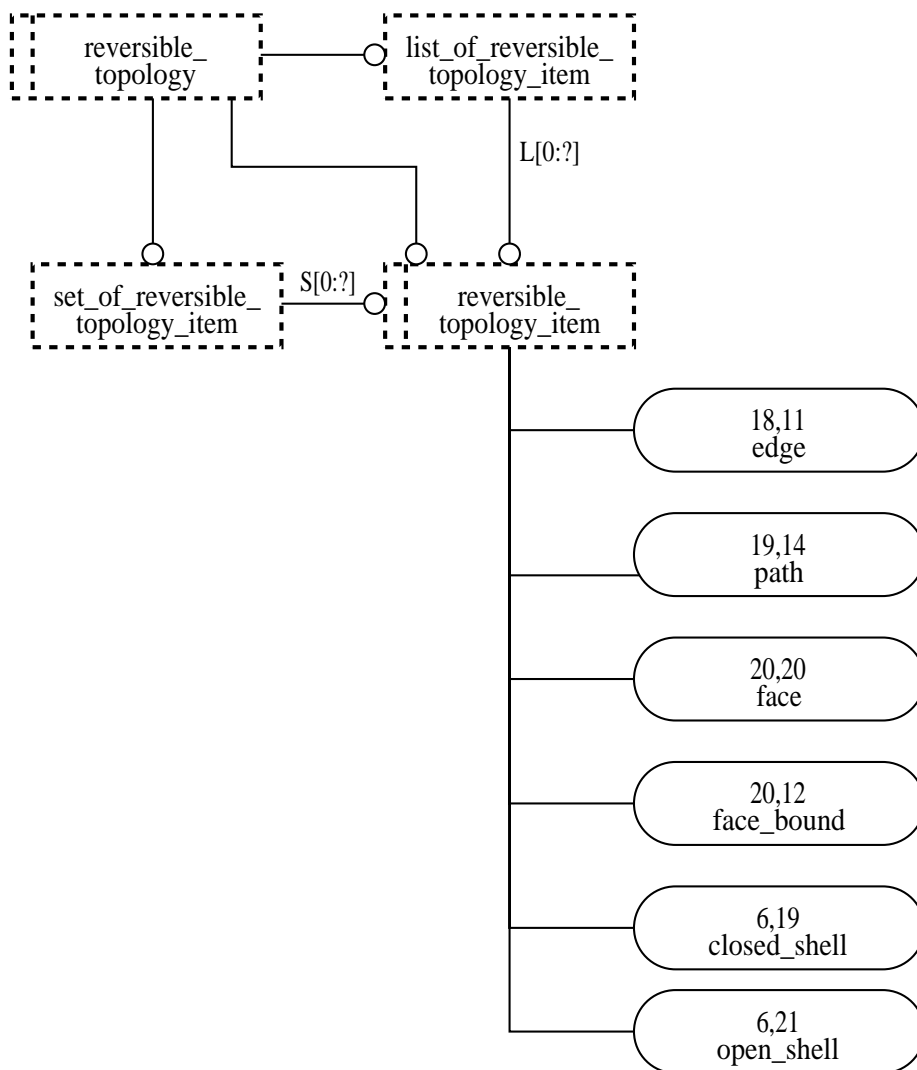 reversible_
topology
list_of_reversible_
topology_item
L[0:?]
set_of_reversible_
topology_item
S[0:?]
reversible_
topology_item
18,11
edge
19,14
path
20,20
face
20,12
face_bound
6,19
closed_shell
6,21
open_shell